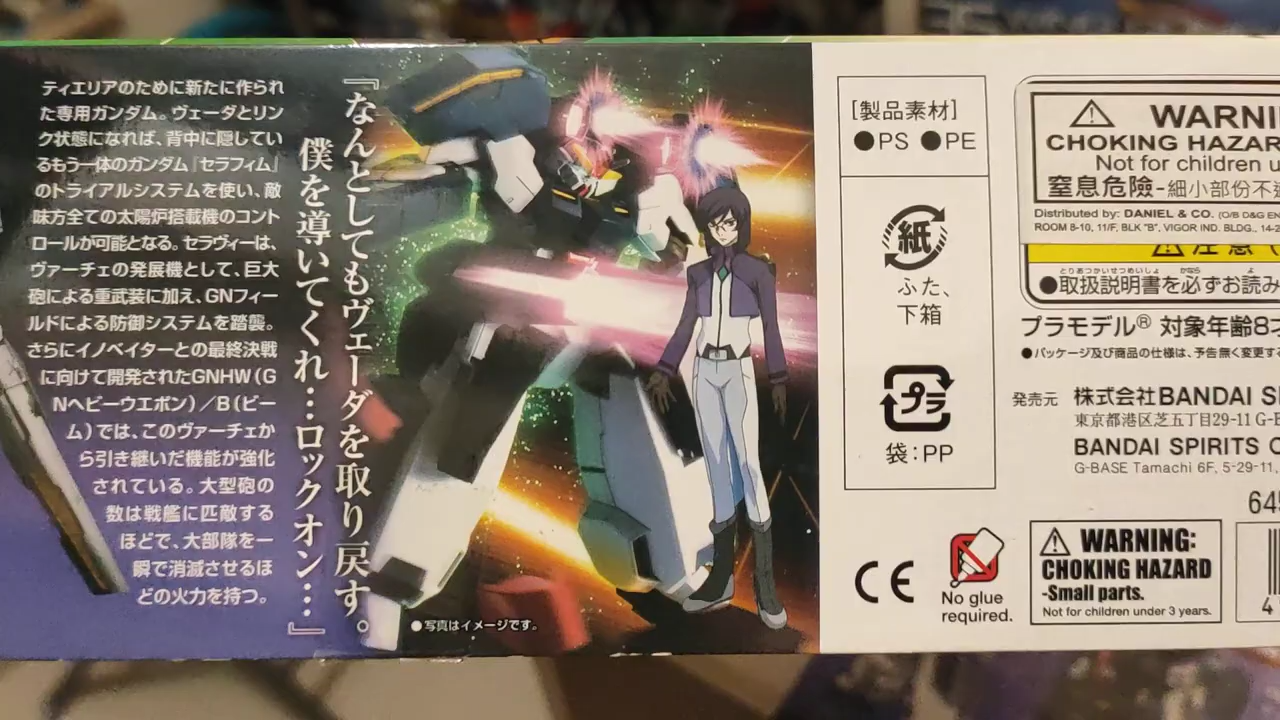 ティエリアのために新たに作られ
た専用ガンダム。ヴェーダとリン
ク状態になれば、背中に隠してい
るもう一体のガンダム『セラフィム』
のトライアルシステムを使い、敵
味方全ての太陽炉搭載機のコント
ロールが可能となる。セラヴィーは、
ヴァーチェの発展機として、巨大
砲による重武装に加え、GNフィー
ルドによる防御システムを踏襲。
さらにイノベイターとの最終決戦
に向けて開発されたGNHW(G
Nヘビーウエポン)/B(ビー
ム)では、このヴァーチェか
ら引き継いだ機能が強化
されている。大型砲の
数は戦艦に匹敵する
ほどで、大部隊を一
瞬で消滅させるほ
どの火力を持つ。
『なんとしてもヴェーダを取り戻す。
僕を導いてくれ…ロックオン…』
●写真はイメージです。
[製品素材]
●PS ●PE
紙
ふた、
下箱
プラ
袋:PP
CE
No glue
required.
WARNI
CHOKING HAZAR
Not for children u
窒息危險-細小部份不
Distributed by: DANIEL & CO. (O/B D&G EN
ROOM 8-10, 11/F, BLK "B", VIGOR IND. BLDG., 14-2
注意
とりあつかいせつめいしょ かなら よ
●取扱説明書を必ずお読み
プラモデル® 対象年齢8才
●パッケージ及び商品の仕様は、予告無く変更す
発売元 株式会社BANDAI S
東京都港区芝五丁目29-11 G-B
BANDAI SPIRITS C
G-BASE Tamachi 6F, 5-29-11,
WARNING:
CHOKING HAZARD
-Small parts.
Not for children under 3 years.
64
4